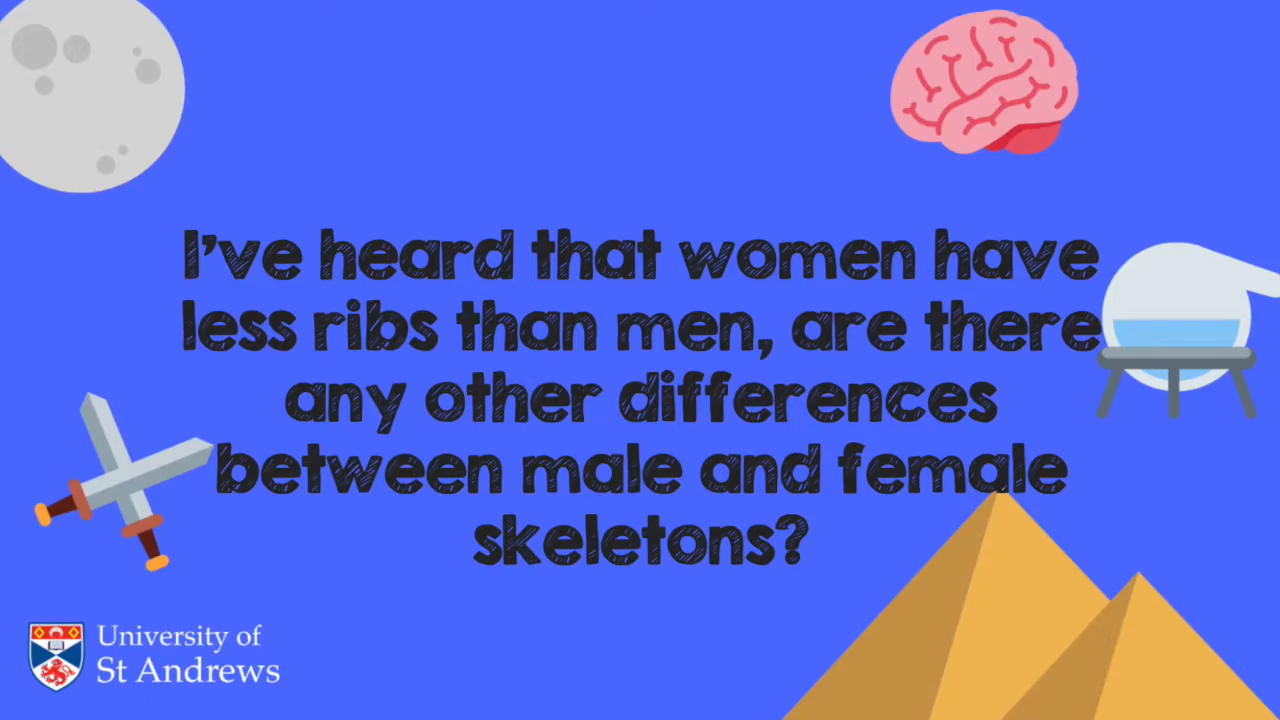 I've heard that women have
less ribs than men, are there
any other differences
between male and female
skeletons?
University of
St Andrews